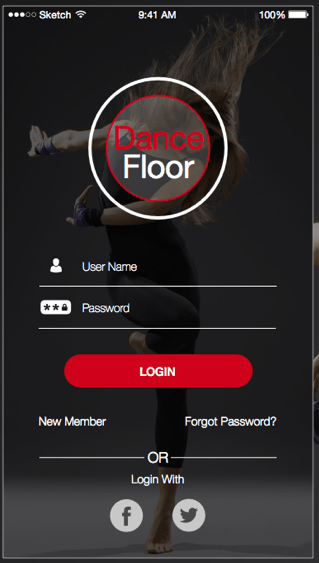 Sketch 9:41 AM 100%
Dance
Floor
User Name
** Password
LOGIN
New Member Forgot Password?
OR
Login With
f